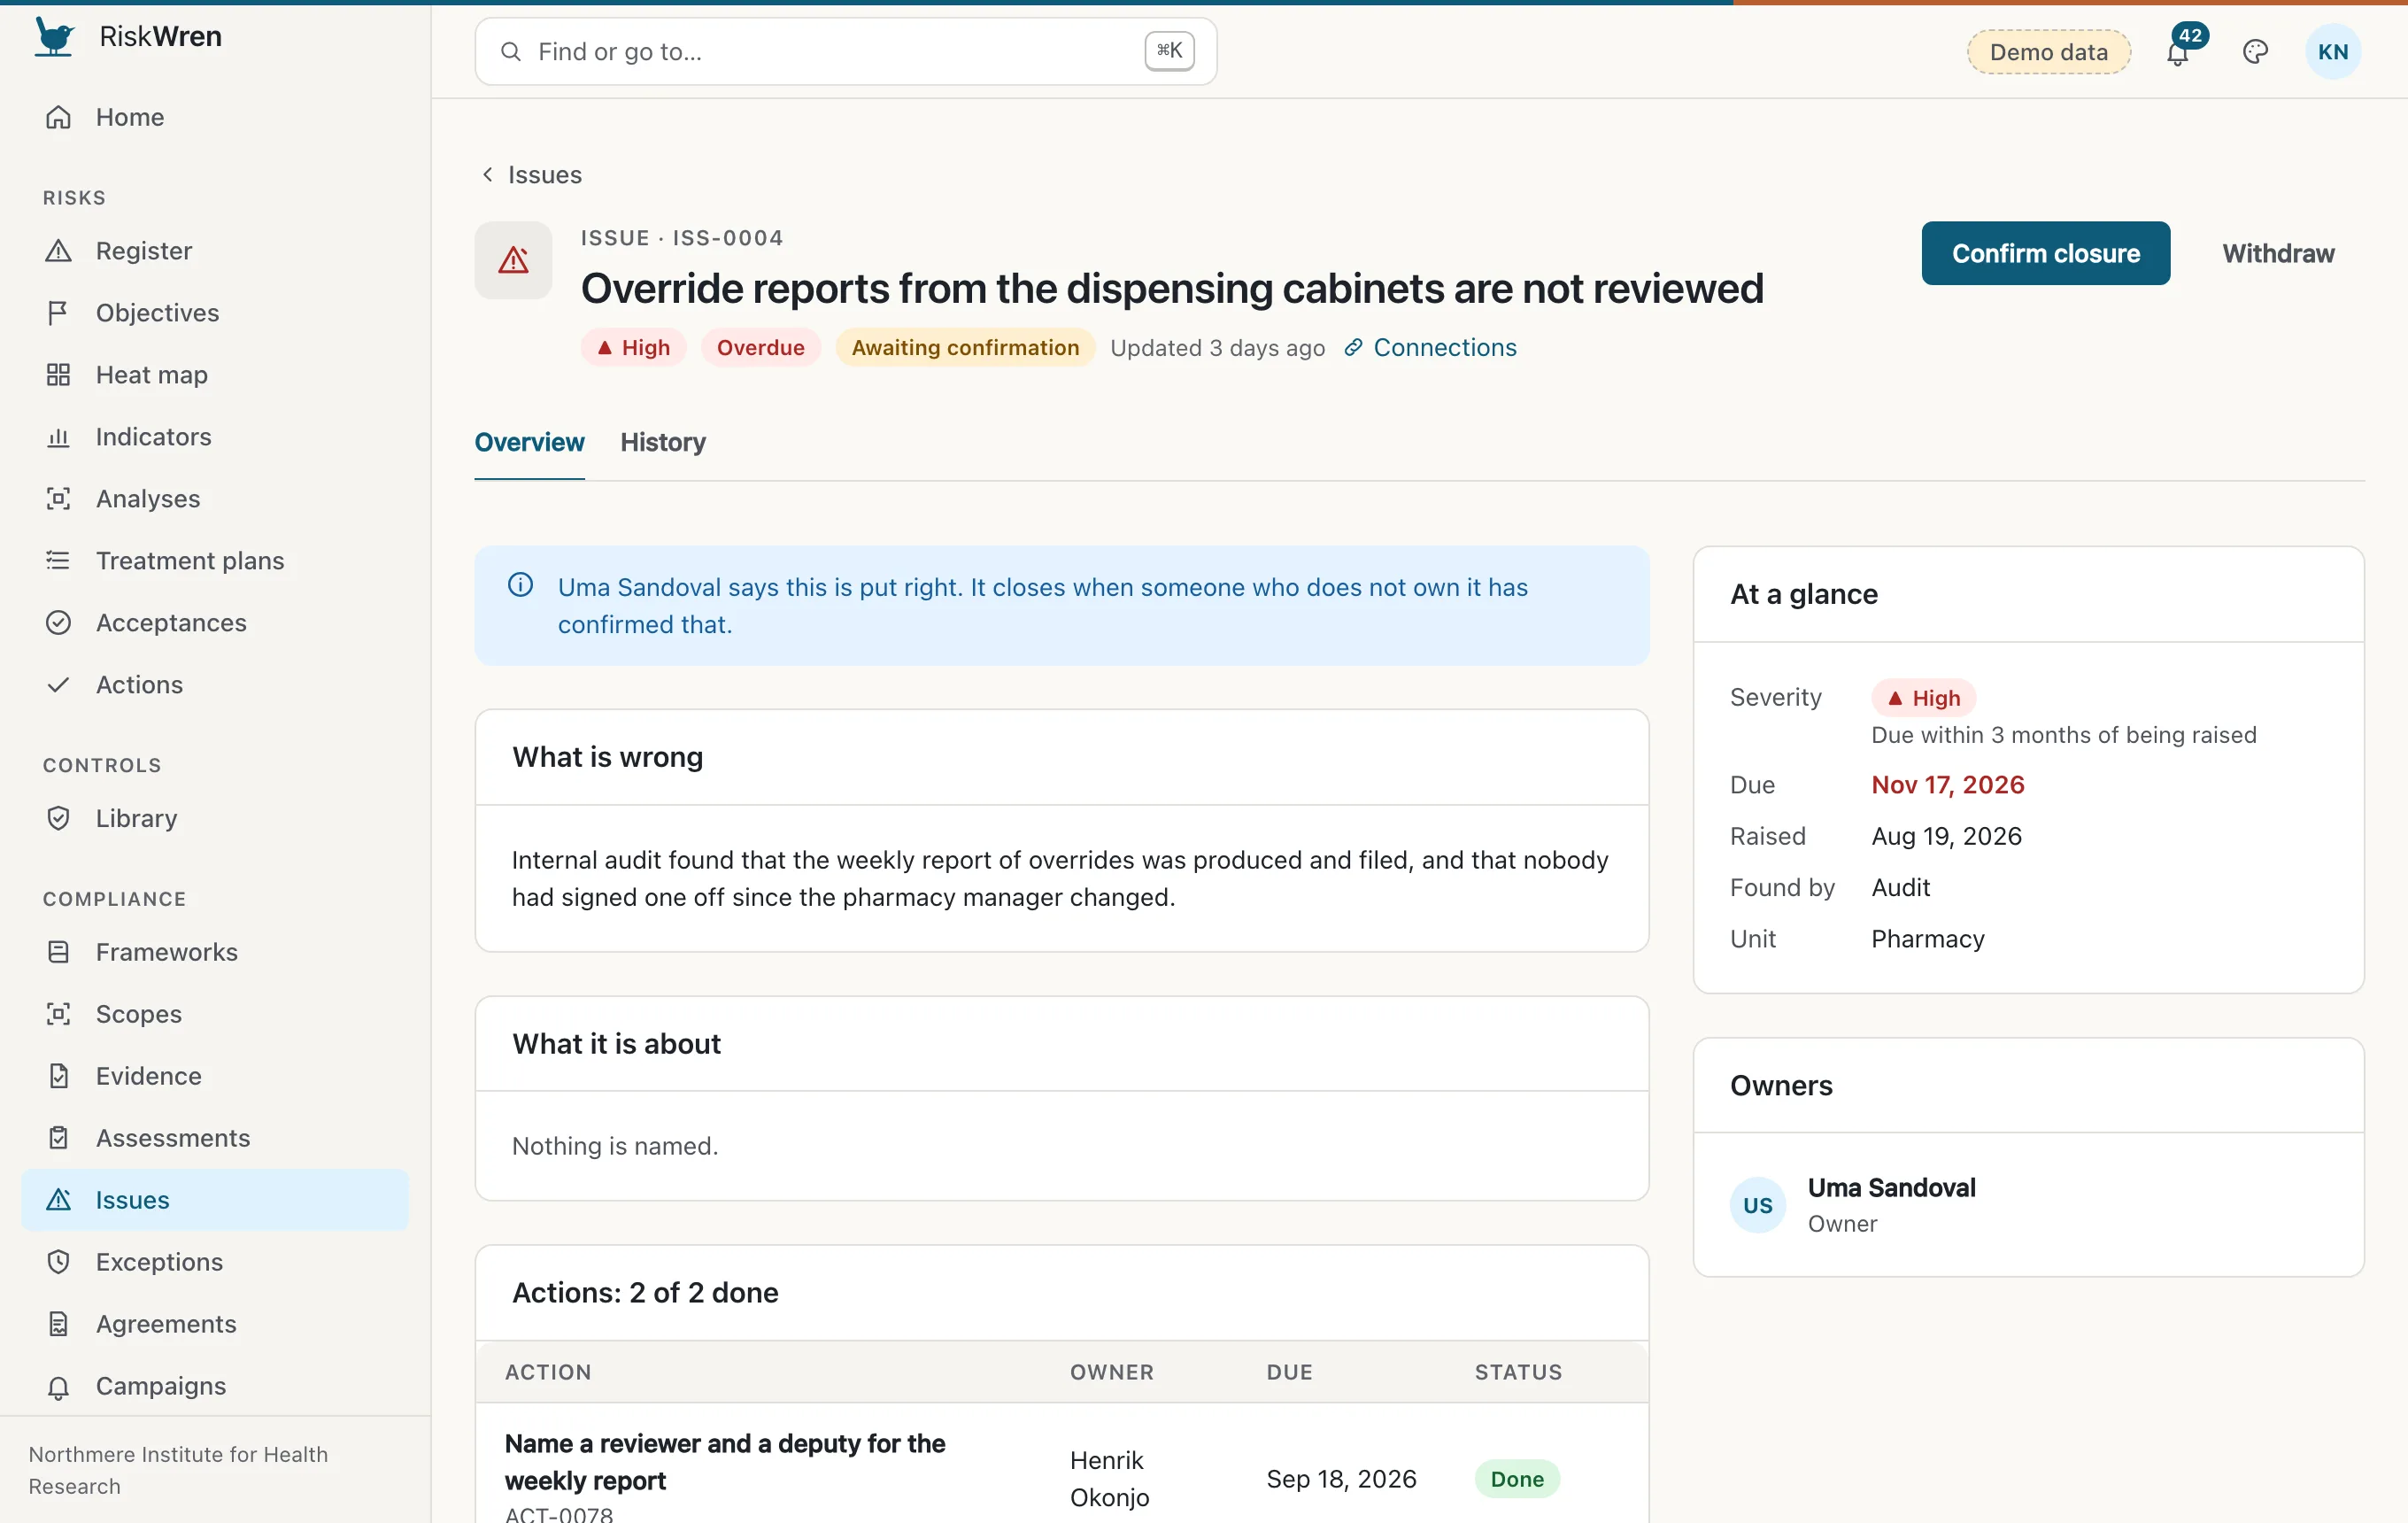 RiskWren
Find or go to...
⌘K
Demo data
42
KN
Home
RISKS
Register
Objectives
Heat map
Indicators
Analyses
Treatment plans
Acceptances
Actions
CONTROLS
Library
COMPLIANCE
Frameworks
Scopes
Evidence
Assessments
Issues
Exceptions
Agreements
Campaigns
Northmere Institute for Health
Research
Issues
ISSUE · ISS-0004
Override reports from the dispensing cabinets are not reviewed
Confirm closure
Withdraw
High
Overdue
Awaiting confirmation
Updated 3 days ago
Connections
Overview
History
Uma Sandoval says this is put right. It closes when someone who does not own it has
confirmed that.
What is wrong
Internal audit found that the weekly report of overrides was produced and filed, and that nobody
had signed one off since the pharmacy manager changed.
What it is about
Nothing is named.
Actions: 2 of 2 done
ACTION OWNER DUE STATUS
Name a reviewer and a deputy for the
weekly report
ACT-0078
Henrik
Okonjo
Sep 18, 2026
Done
At a glance
Severity High
Due within 3 months of being raised
Due Nov 17, 2026
Raised Aug 19, 2026
Found by Audit
Unit Pharmacy
Owners
US
Uma Sandoval
Owner